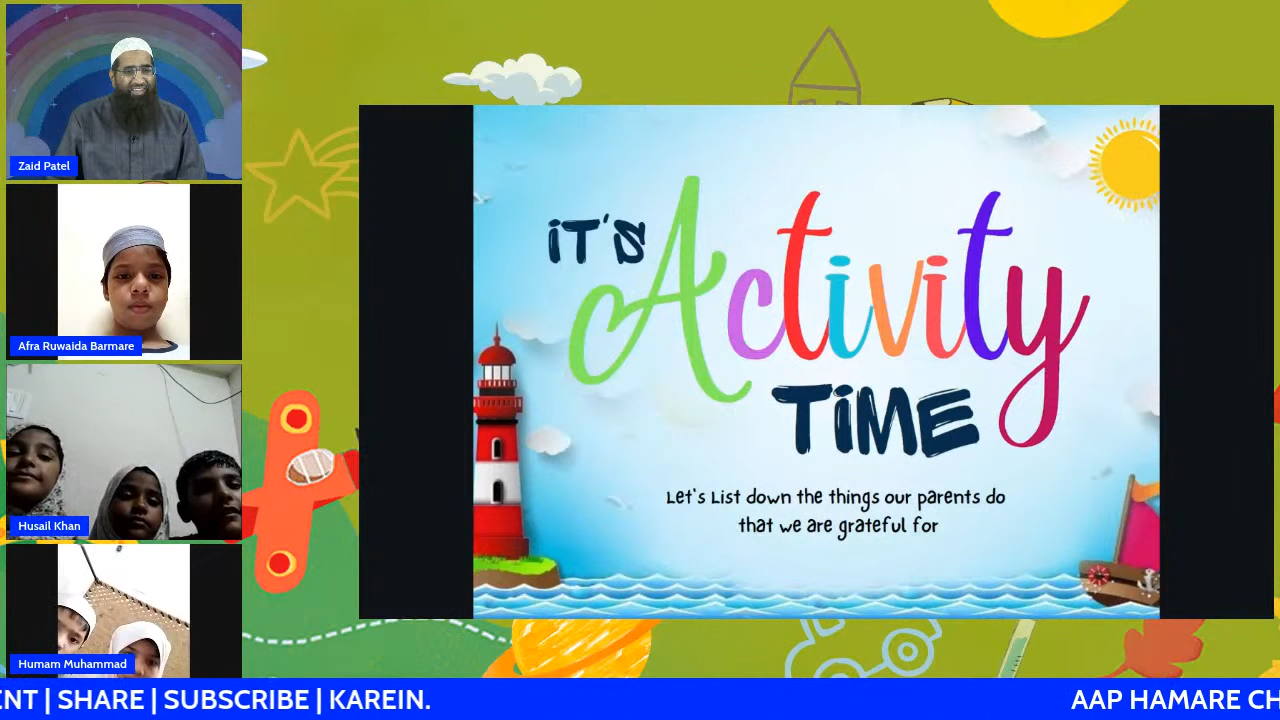 Zaid Patel
Afra Ruwaida Barmare
Husail Khan
Humam Muhammad
iT'S Activity
TiME
Let's List down the things our parents do
that we are grateful for
ENT | SHARE | SUBSCRIBE | KAREIN.
AAP HAMARE CH